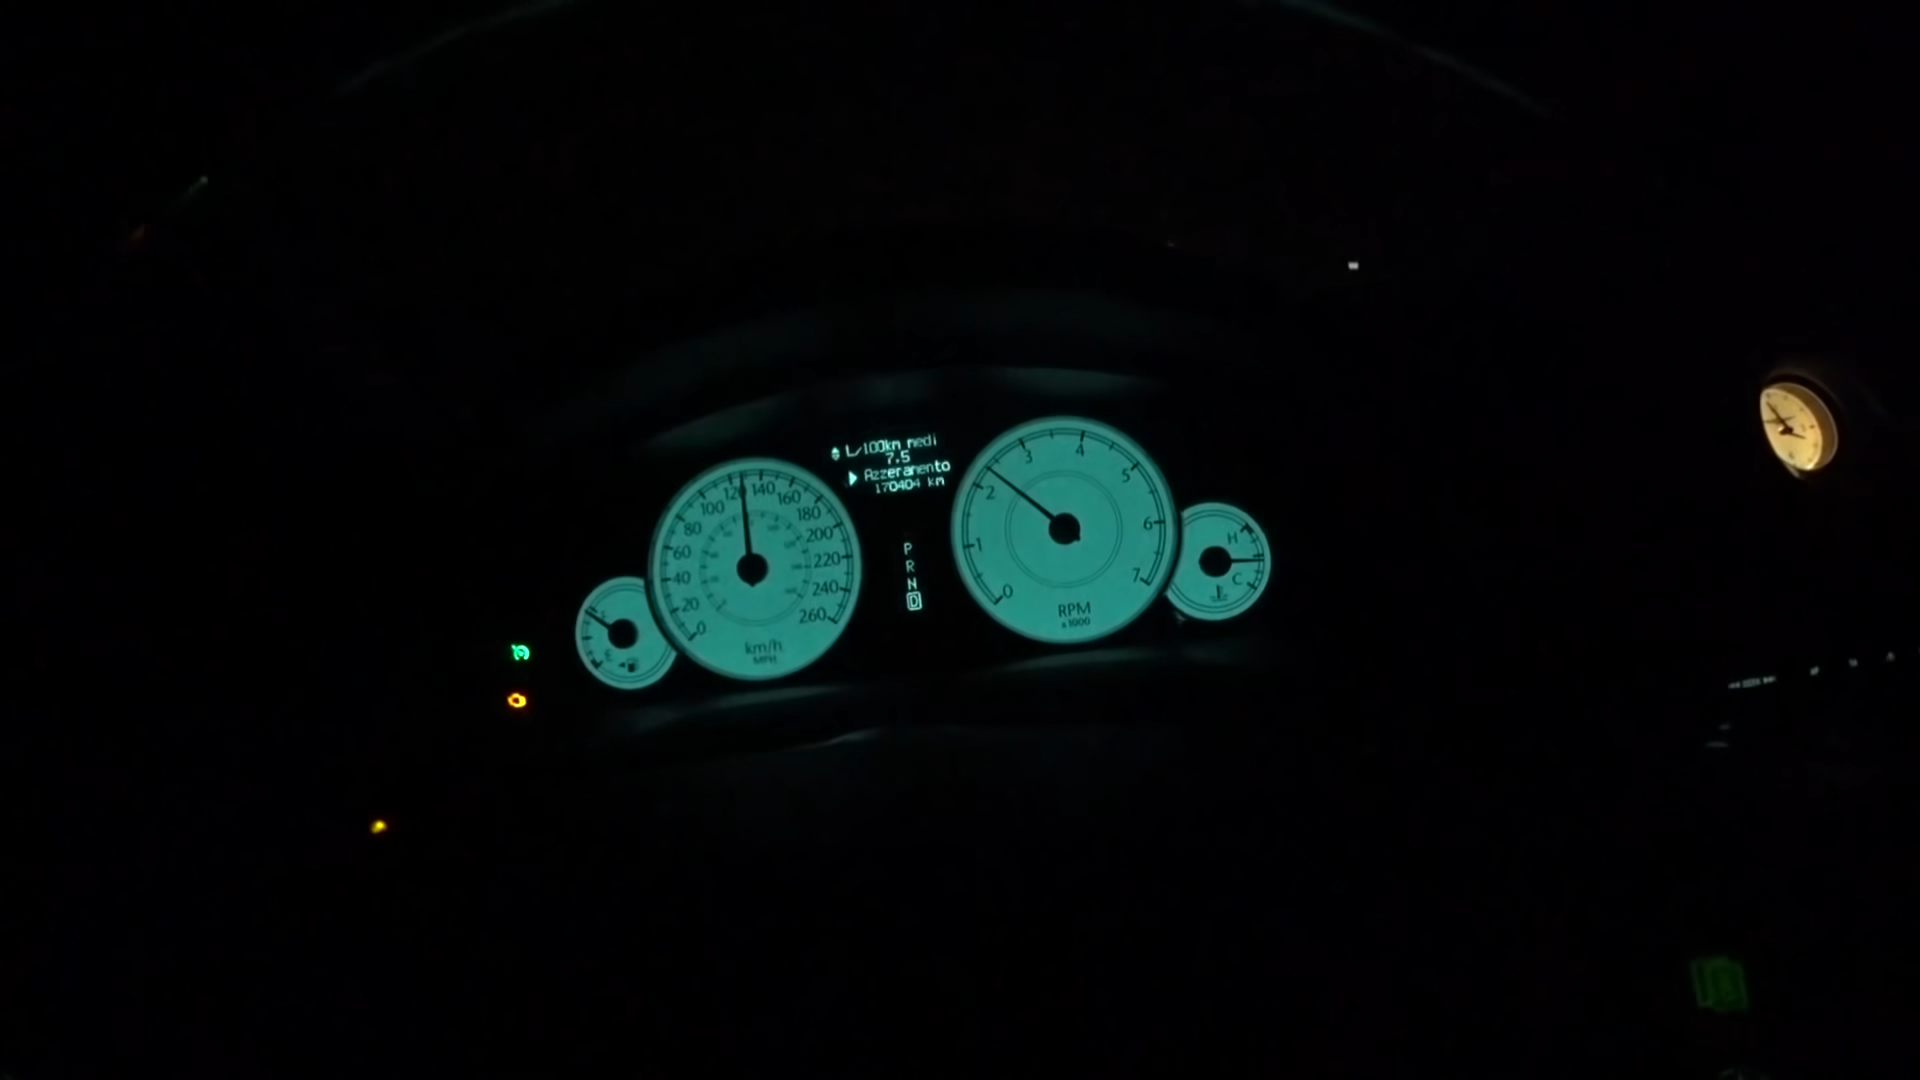 L/100km medi
7.5
Azzeramento
170404 km
0 20 40 60 80 100 120 140 160 180 200 220 240 260
km/h
MPH
P
R
N
D
0 1 2 3 4 5 6 7
RPM
x1000
E
H
C